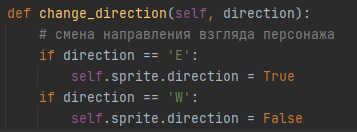 def change_direction(self, direction):
    # смена направления взгляда персонажа
    if direction == 'E':
        self.sprite.direction = True
    if direction == 'W':
        self.sprite.direction = False